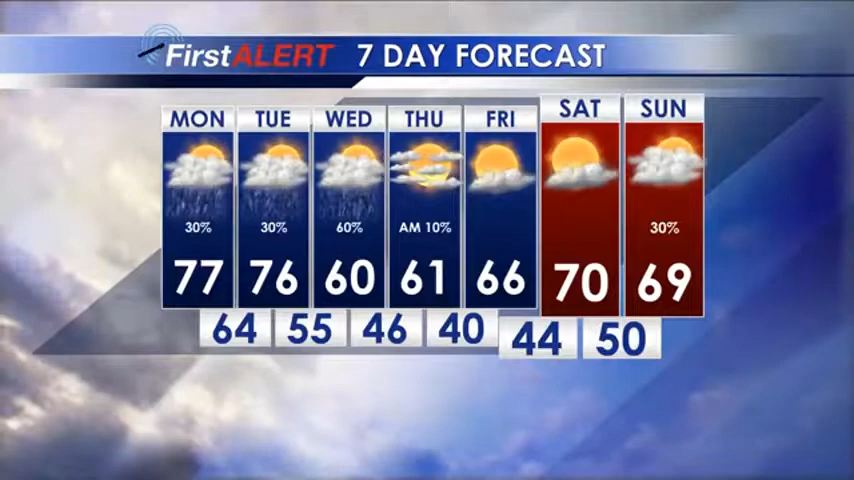 FirstALERT 7 DAY FORECAST
MON TUE WED THU FRI SAT SUN
30% 30% 60% AM 10% 30%
77 76 60 61 66 70 69
64 55 46 40 44 50